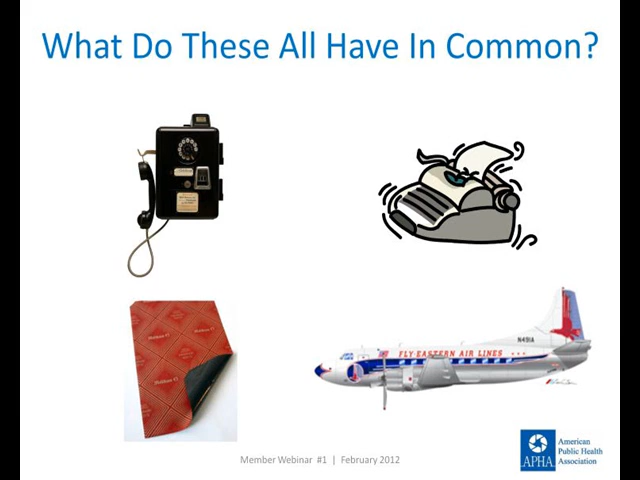 What Do These All Have In Common?
FLY-EASTERN AIR LINES
N491A
Member Webinar #1 | February 2012
APHA
American
Public Health
Association